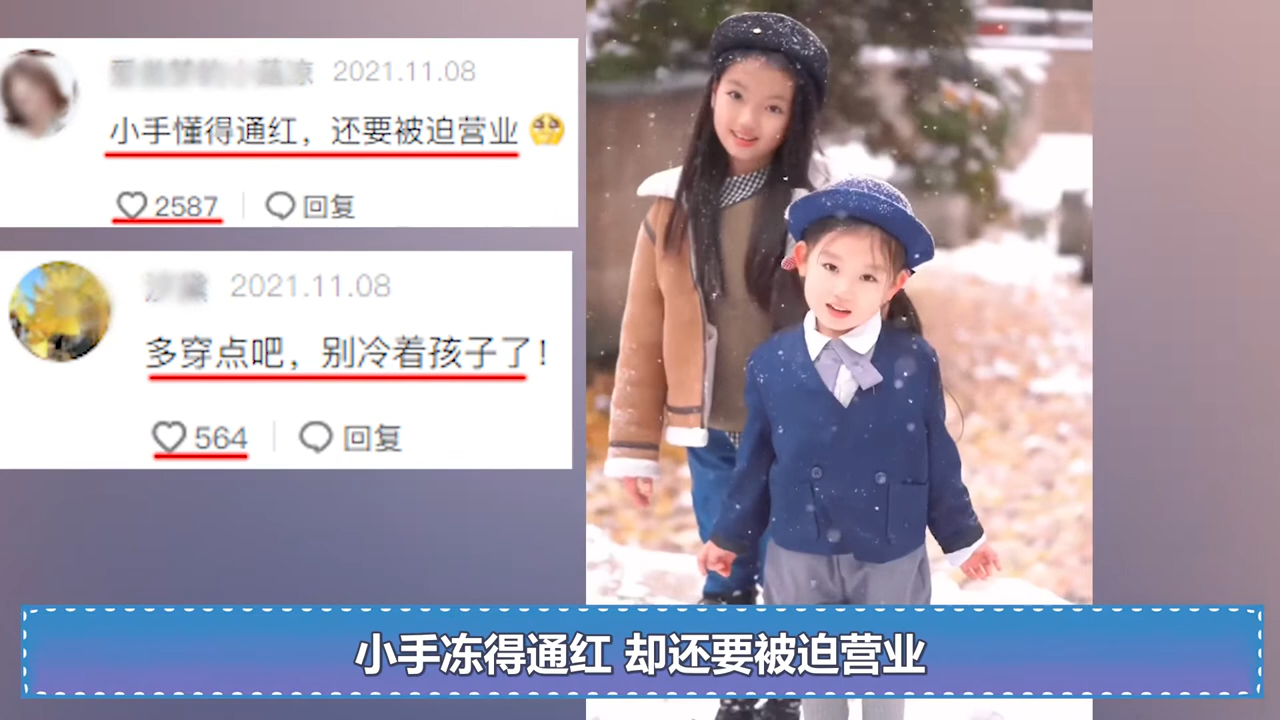 2021.11.08
小手懂得通红，还要被迫营业
2587 回复
2021.11.08
多穿点吧，别冷着孩子了！
564 回复
小手冻得通红 却还要被迫营业